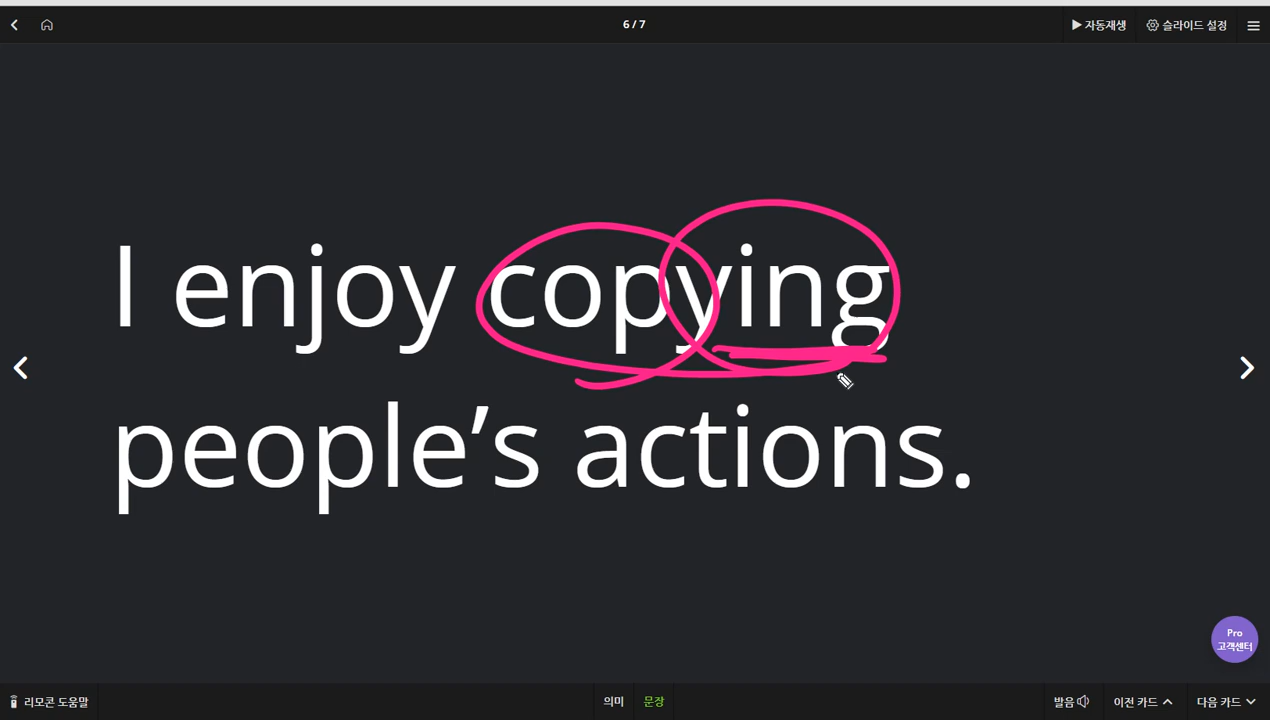 6 / 7
자동재생
슬라이드 설정
I enjoy copying
people’s actions.
Pro
고객센터
리모콘 도움말
의미
문장
발음
이전 카드
다음 카드